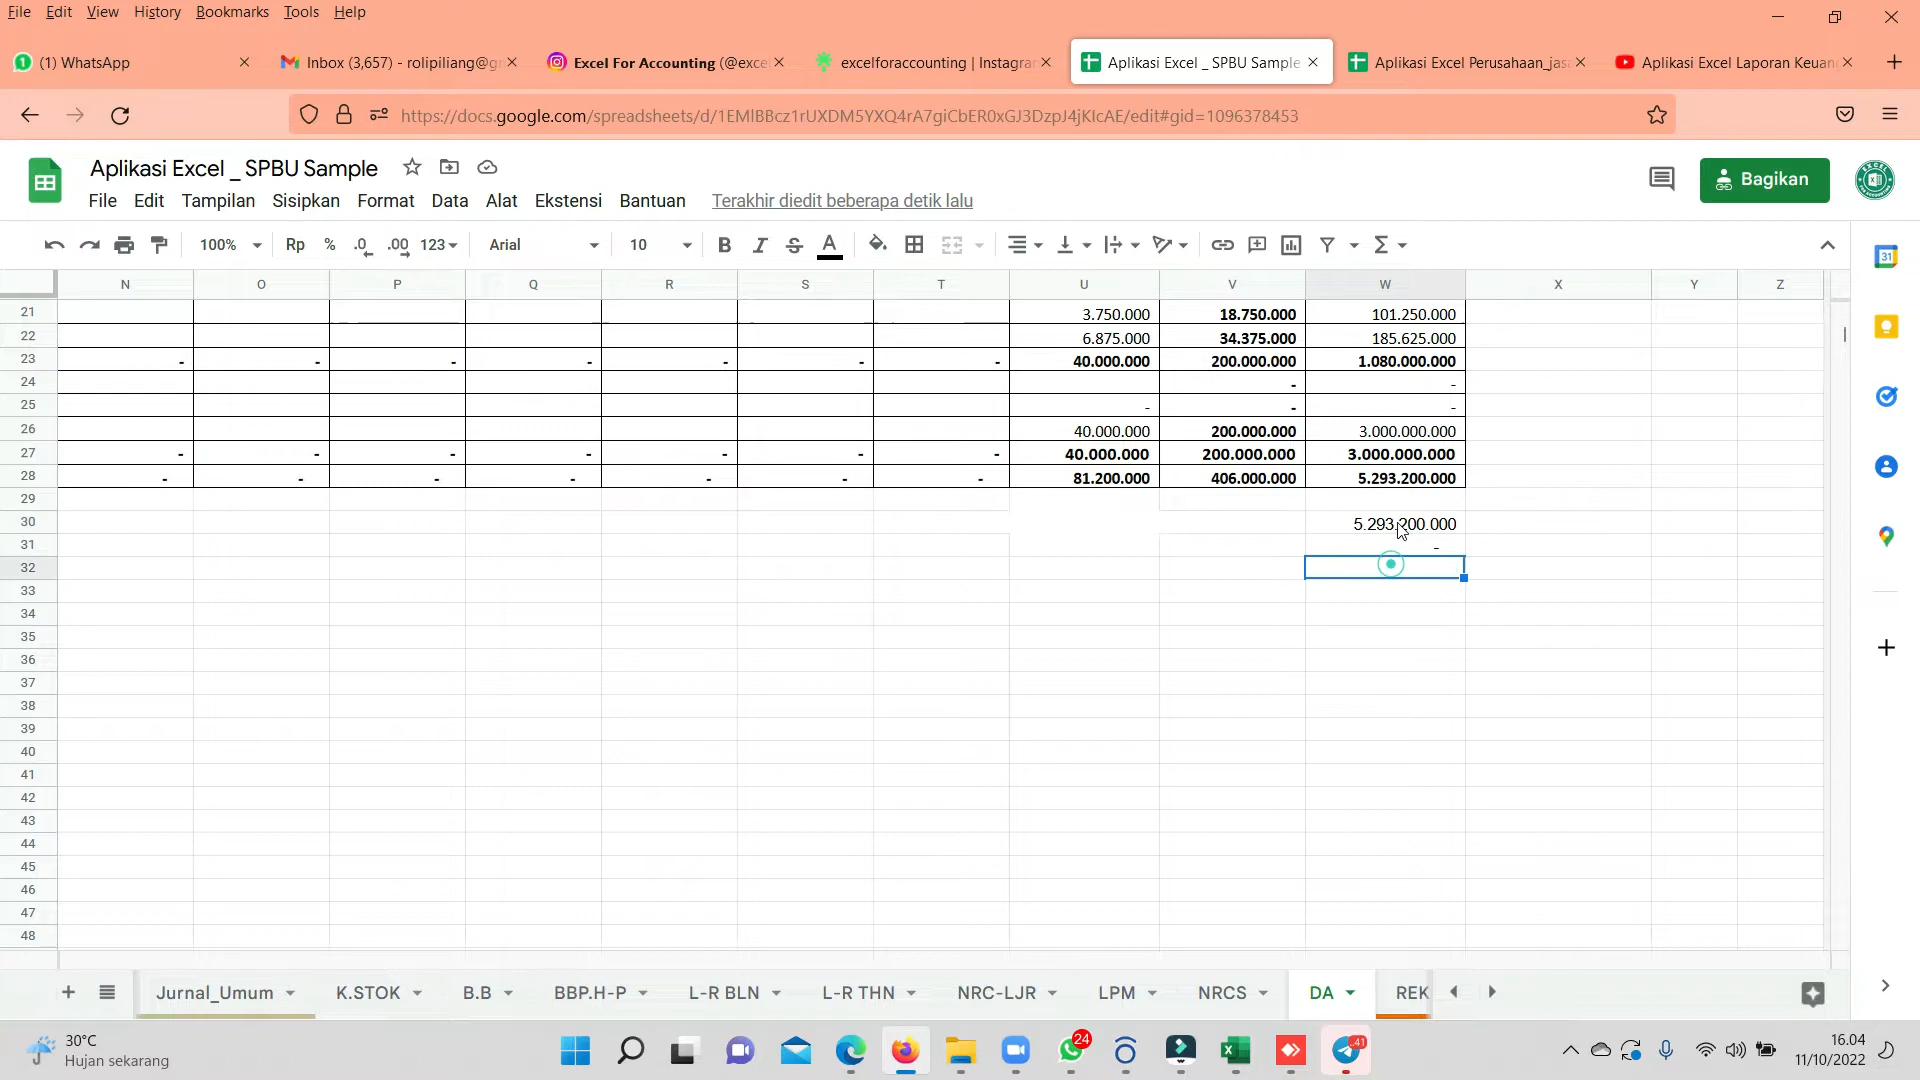 File Edit View History Bookmarks Tools Help
(1) WhatsApp
Inbox (3,657) - rolipiliang@g
Excel For Accounting (@exce
excelforaccounting | Instagra
Aplikasi Excel _ SPBU Sample
Aplikasi Excel Perusahaan_jas
Aplikasi Excel Laporan Keuan
https://docs.google.com/spreadsheets/d/1EMlBBcz1rUXDM5YXQ4rA7giCbER0xGJ3DzpJ4jKIcAE/edit#gid=1096378453
Aplikasi Excel _ SPBU Sample
Bagikan
File Edit Tampilan Sisipkan Format Data Alat Ekstensi Bantuan Terakhir diedit beberapa detik lalu
100% Rp % .0 .00 123 Arial 10 B I S A Σ
31
N O P Q R S T U V W X Y Z
21 3.750.000 18.750.000 101.250.000
22 6.875.000 34.375.000 185.625.000
23 - - - - - - - 40.000.000 200.000.000 1.080.000.000
24 - -
25 - - -
26 40.000.000 200.000.000 3.000.000.000
27 - - - - - - - 40.000.000 200.000.000 3.000.000.000
28 - - - - - - - 81.200.000 406.000.000 5.293.200.000
29
30 5.293.200.000
31 -
32
33
34
35
36
37
38
39
40
41
42
43
44
45
46
47
48
Jurnal_Umum K.STOK B.B BBP.H-P L-R BLN L-R THN NRC-LJR LPM NRCS DA REK
30°C
Hujan sekarang
24
.41
16.04
11/10/2022